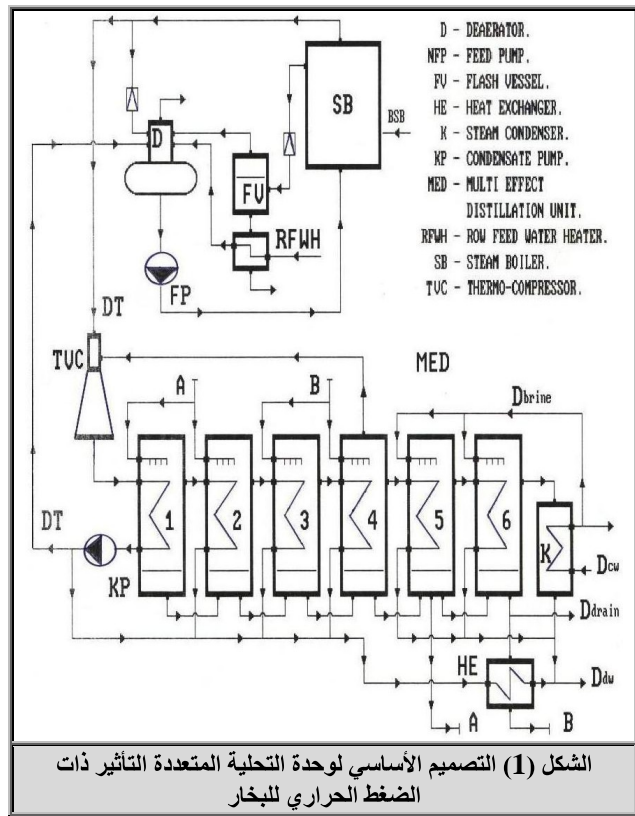 D - DEAERATOR.
NFP - FEED PUMP.
FV - FLASH VESSEL.
HE - HEAT EXCHANGER.
K - STEAM CONDENSER.
KP - CONDENSATE PUMP.
MED - MULTI EFFECT
DISTILLATION UNIT.
RFWH - ROW FEED WATER HEATER.
SB - STEAM BOILER.
TVC - THERMO-COMPRESSOR.
SB
BSB
D
FV
RFWH
FP
DT
TVC
MED
A
B
Dbrine
1
2
3
4
5
6
K
Dcw
DT
KP
Ddrain
HE
Ddw
A
B
الشكل (1) التصميم الأساسي لوحدة التحلية المتعددة التأثير ذات
الضغط الحراري للبخار